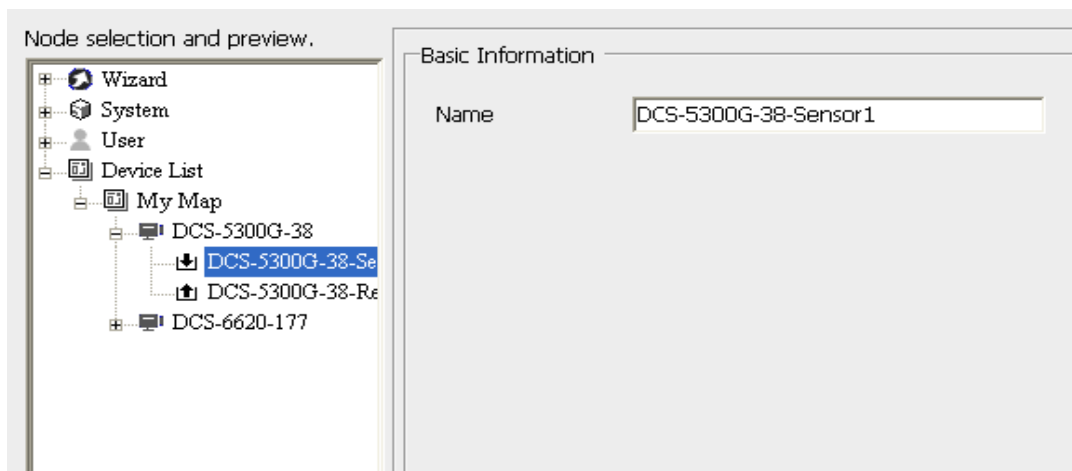 Node selection and preview.
Wizard
System
User
Device List
My Map
DCS-5300G-38
DCS-5300G-38-Se
DCS-5300G-38-Re
DCS-6620-177
Basic Information
Name
DCS-5300G-38-Sensor1